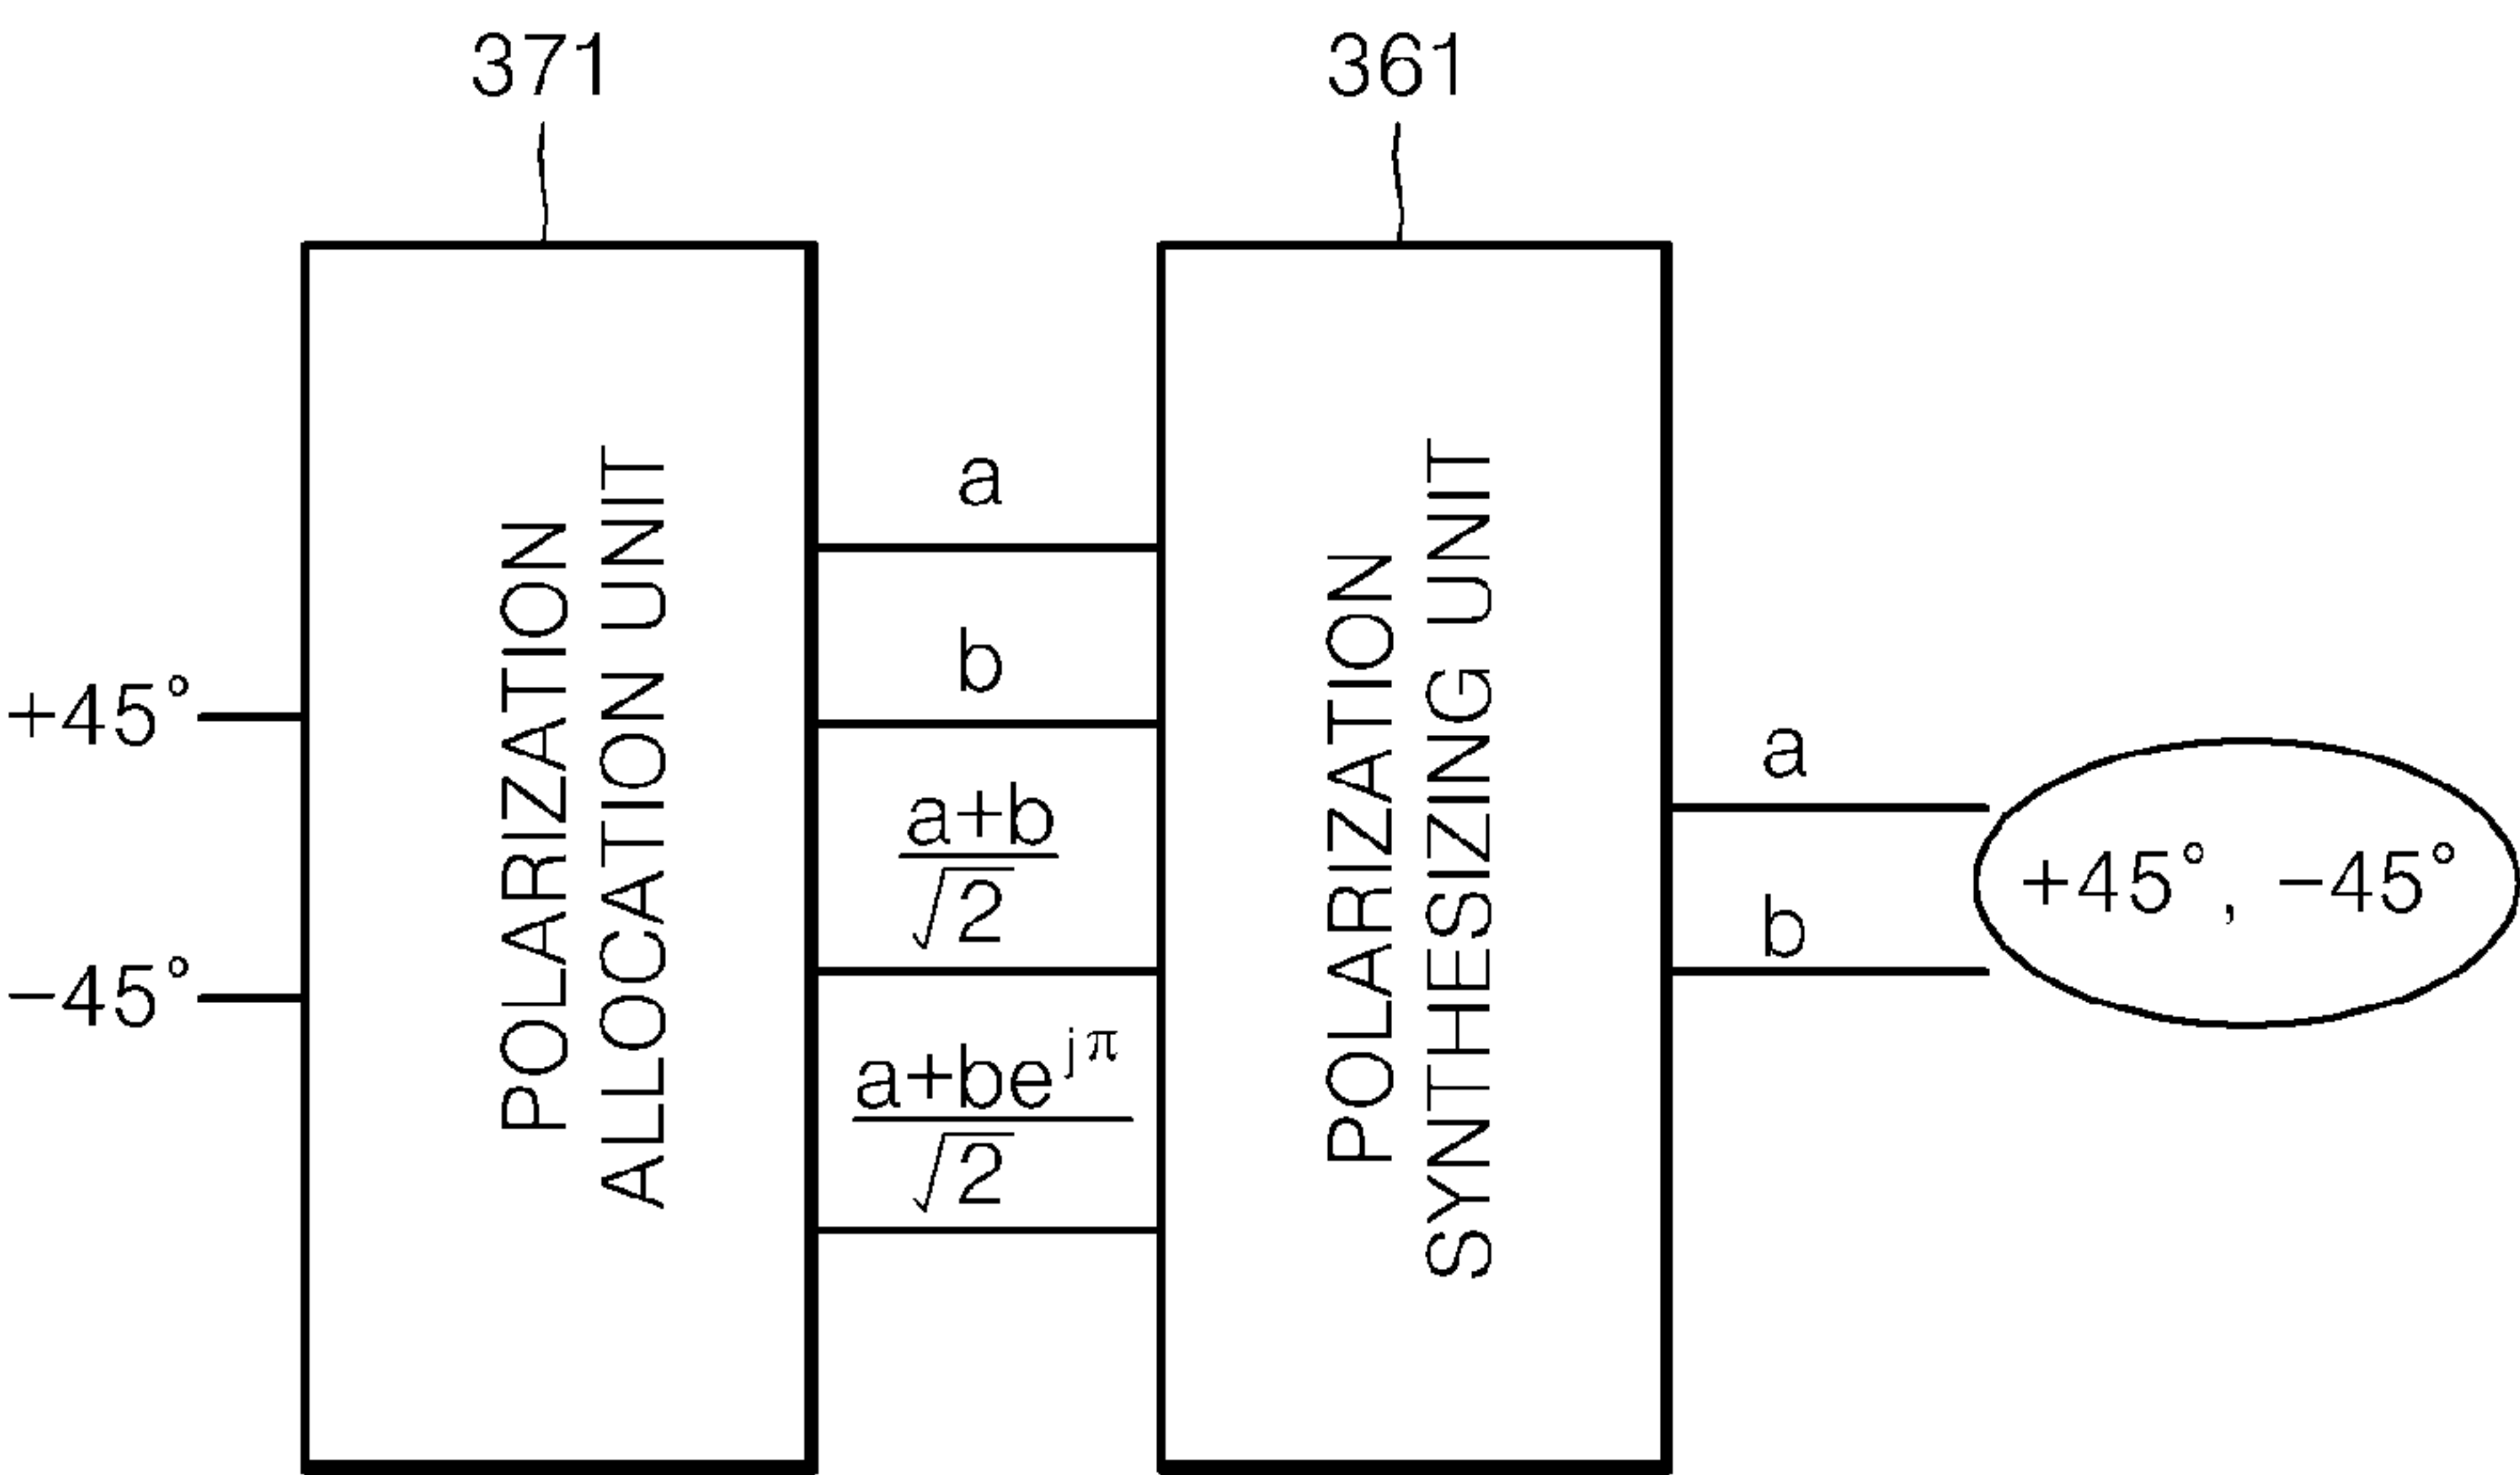 371
361
POLARIZATION
ALLOCATION UNIT
POLARIZATION
SYNTHESIZING UNIT
+45°
−45°
a
b
a+b
√2
a+be^jπ
√2
a
b
+45°, −45°